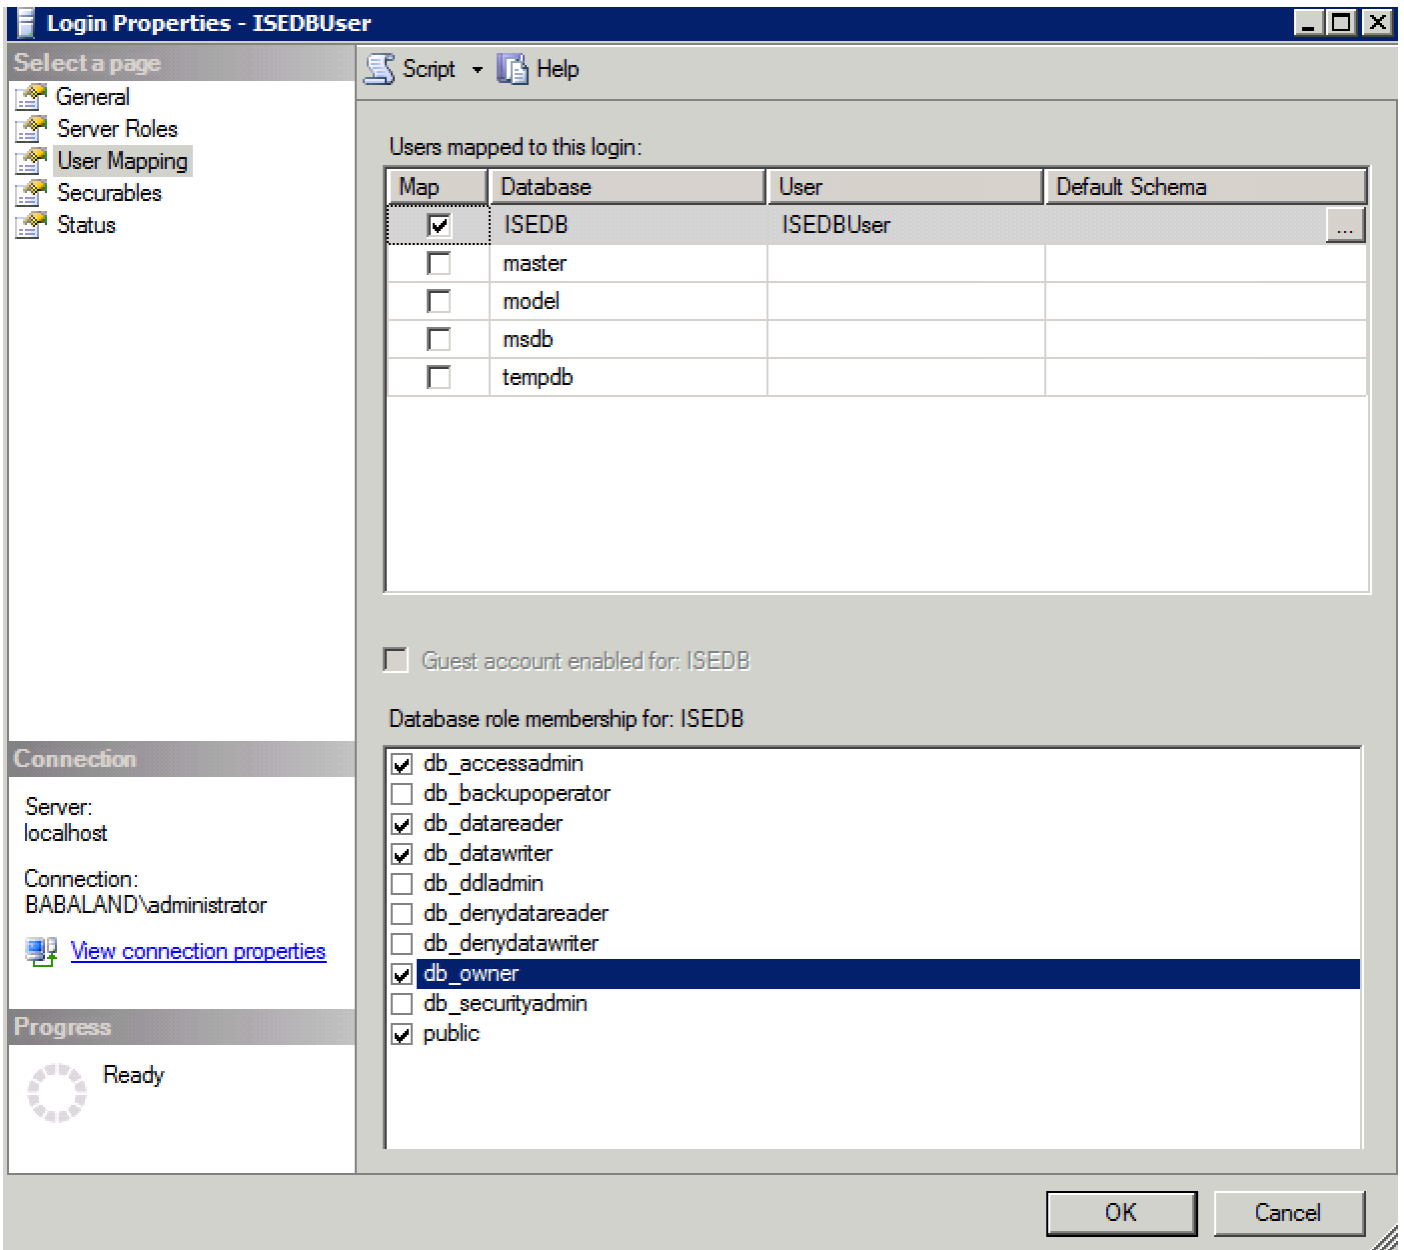 Login Properties - ISEDBUser
Select a page
General
Server Roles
User Mapping
Securables
Status
Script Help
Users mapped to this login:
Map Database User Default Schema
ISEDB ISEDBUser ...
master
model
msdb
tempdb
Guest account enabled for: ISEDB
Database role membership for: ISEDB
db_accessadmin
db_backupoperator
db_datareader
db_datawriter
db_ddladmin
db_denydatareader
db_denydatawriter
db_owner
db_securityadmin
public
Connection
Server:
localhost
Connection:
BABALAND\administrator
View connection properties
Progress
Ready
OK Cancel